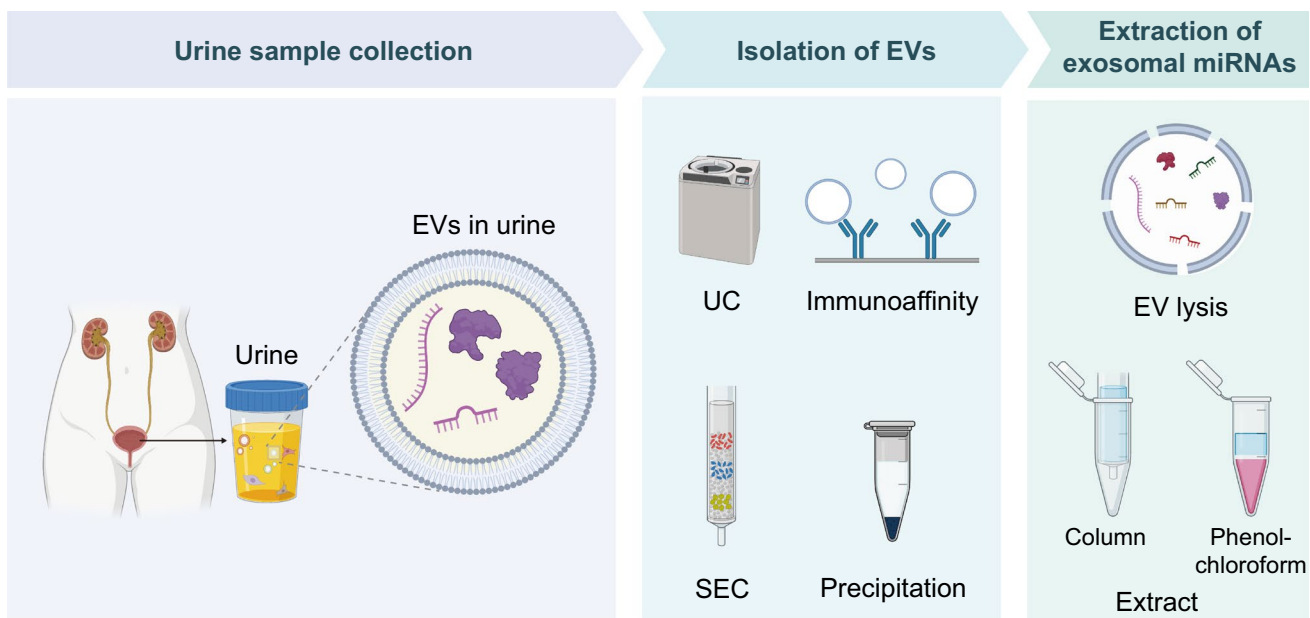 Urine sample collection
Isolation of EVs
Extraction of
exosomal miRNAs
EVs in urine
Urine
UC
Immunoaffinity
SEC
Precipitation
EV lysis
Column
Phenol-
chloroform
Extract